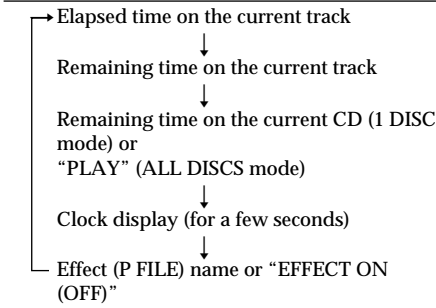 Elapsed time on the current track
Remaining time on the current track
Remaining time on the current CD (1 DISC
mode) or
“PLAY” (ALL DISCS mode)
Clock display (for a few seconds)
Effect (P FILE) name or “EFFECT ON
(OFF)”